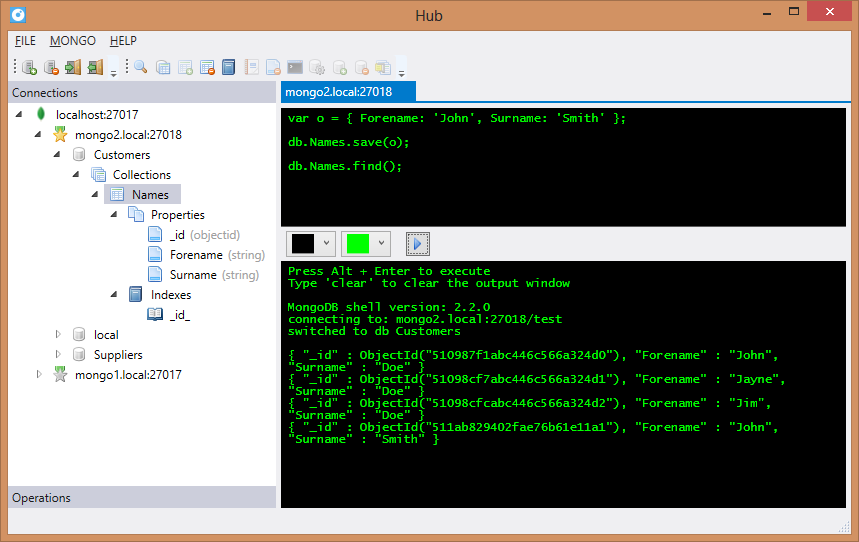 Hub
FILE MONGO HELP
Connections
localhost:27017
mongo2.local:27018
Customers
Collections
Names
Properties
_id (objectid)
Forename (string)
Surname (string)
Indexes
_id_
local
Suppliers
mongo1.local:27017
Operations
mongo2.local:27018
var o = { Forename: 'John', Surname: 'Smith' };
db.Names.save(o);
db.Names.find();
Press Alt + Enter to execute
Type 'clear' to clear the output window
MongoDB shell version: 2.2.0
connecting to: mongo2.local:27018/test
switched to db Customers
{ "_id" : ObjectId("510987f1abc446c566a324d0"), "Forename" : "John",
"Surname" : "Doe" }
{ "_id" : ObjectId("51098cf7abc446c566a324d1"), "Forename" : "Jayne",
"Surname" : "Doe" }
{ "_id" : ObjectId("51098cfcabc446c566a324d2"), "Forename" : "Jim",
"Surname" : "Doe" }
{ "_id" : ObjectId("511ab829402fae76b61e11a1"), "Forename" : "John",
"Surname" : "Smith" }